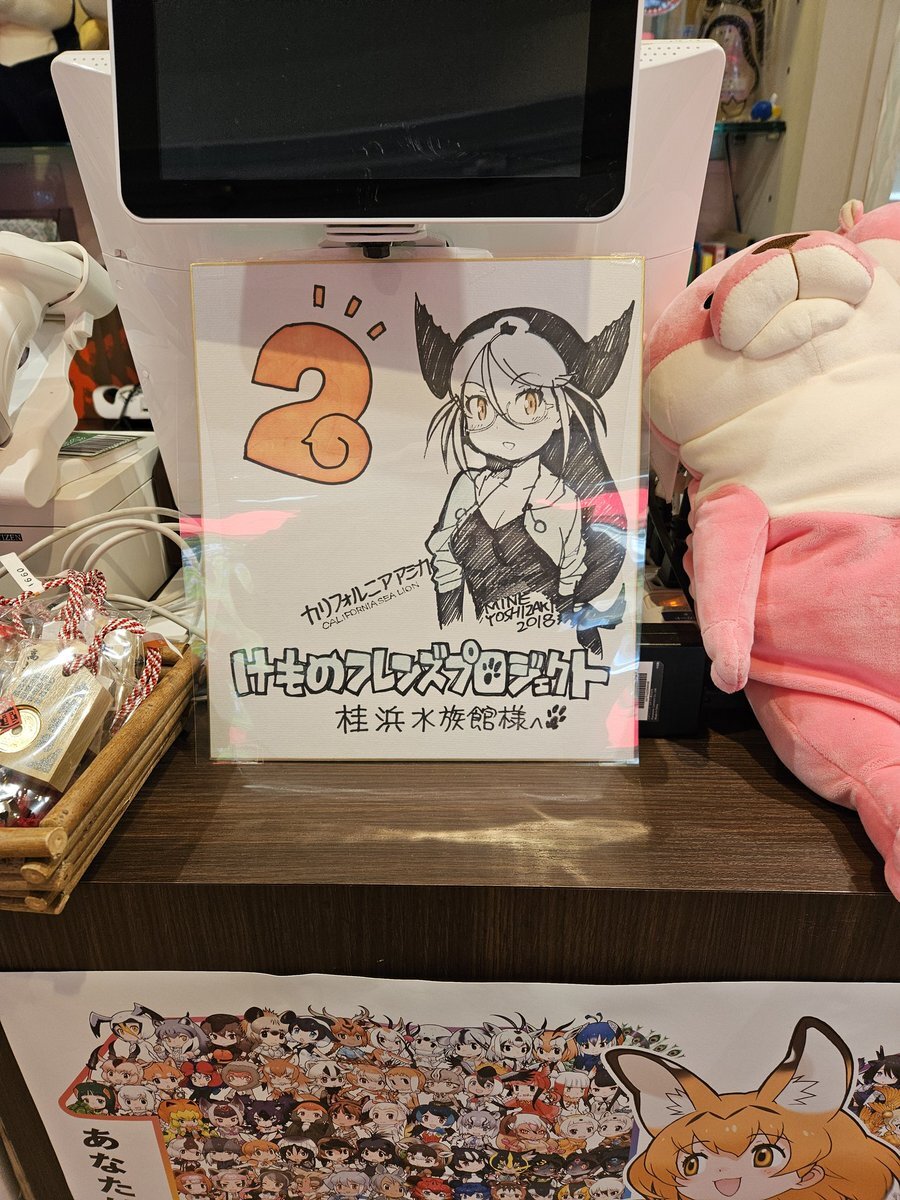 2
カリフォルニアアシカ
CALIFORNIA SEA LION
MINE
YOSHIZAKI
2018
けものフレンズプロジェクト
桂浜水族館様へ
0990
あなた